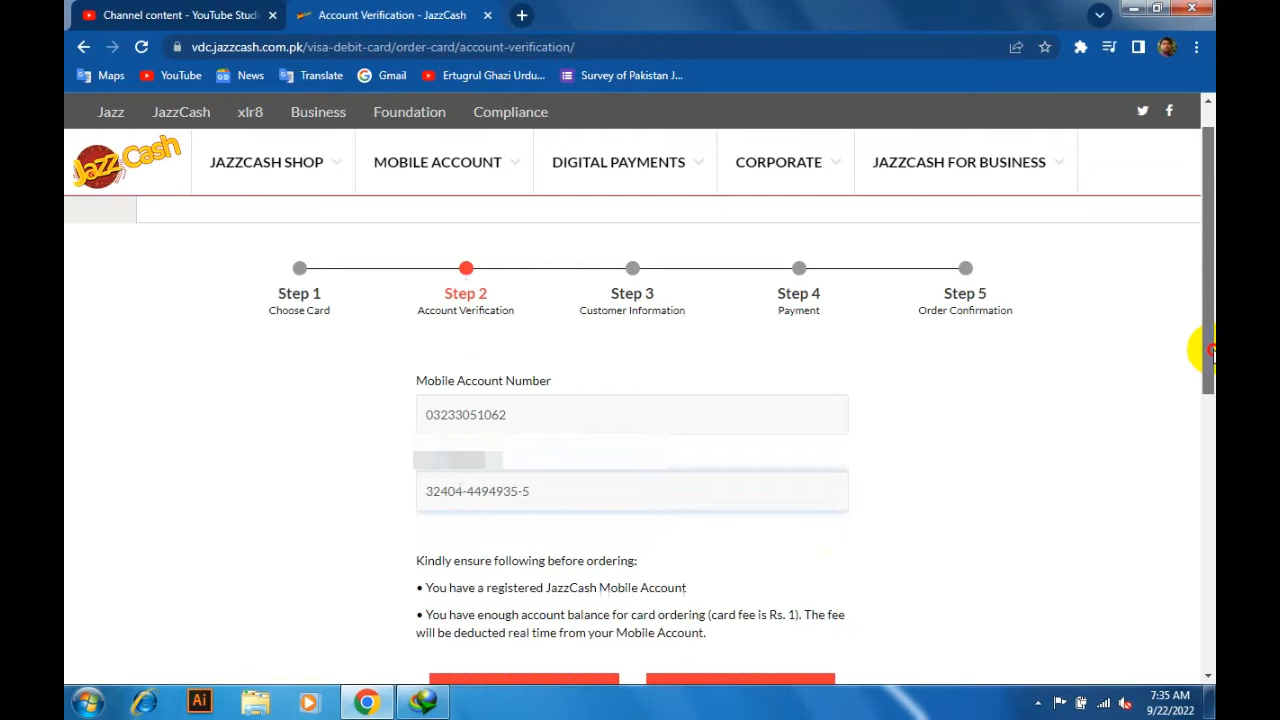 Channel content - YouTube Stud
Account Verification - JazzCash
vdc.jazzcash.com.pk/visa-debit-card/order-card/account-verification/
Maps YouTube News Translate Gmail Ertugrul Ghazi Urdu... Survey of Pakistan J...
Jazz JazzCash xlr8 Business Foundation Compliance
JazzCash
JAZZCASH SHOP MOBILE ACCOUNT DIGITAL PAYMENTS CORPORATE JAZZCASH FOR BUSINESS
Step 1 Step 2 Step 3 Step 4 Step 5
Choose Card Account Verification Customer Information Payment Order Confirmation
Mobile Account Number
03233051062
32404-4494935-5
Kindly ensure following before ordering:
• You have a registered JazzCash Mobile Account
• You have enough account balance for card ordering (card fee is Rs. 1). The fee
will be deducted real time from your Mobile Account.
Ai
7:35 AM
9/22/2022